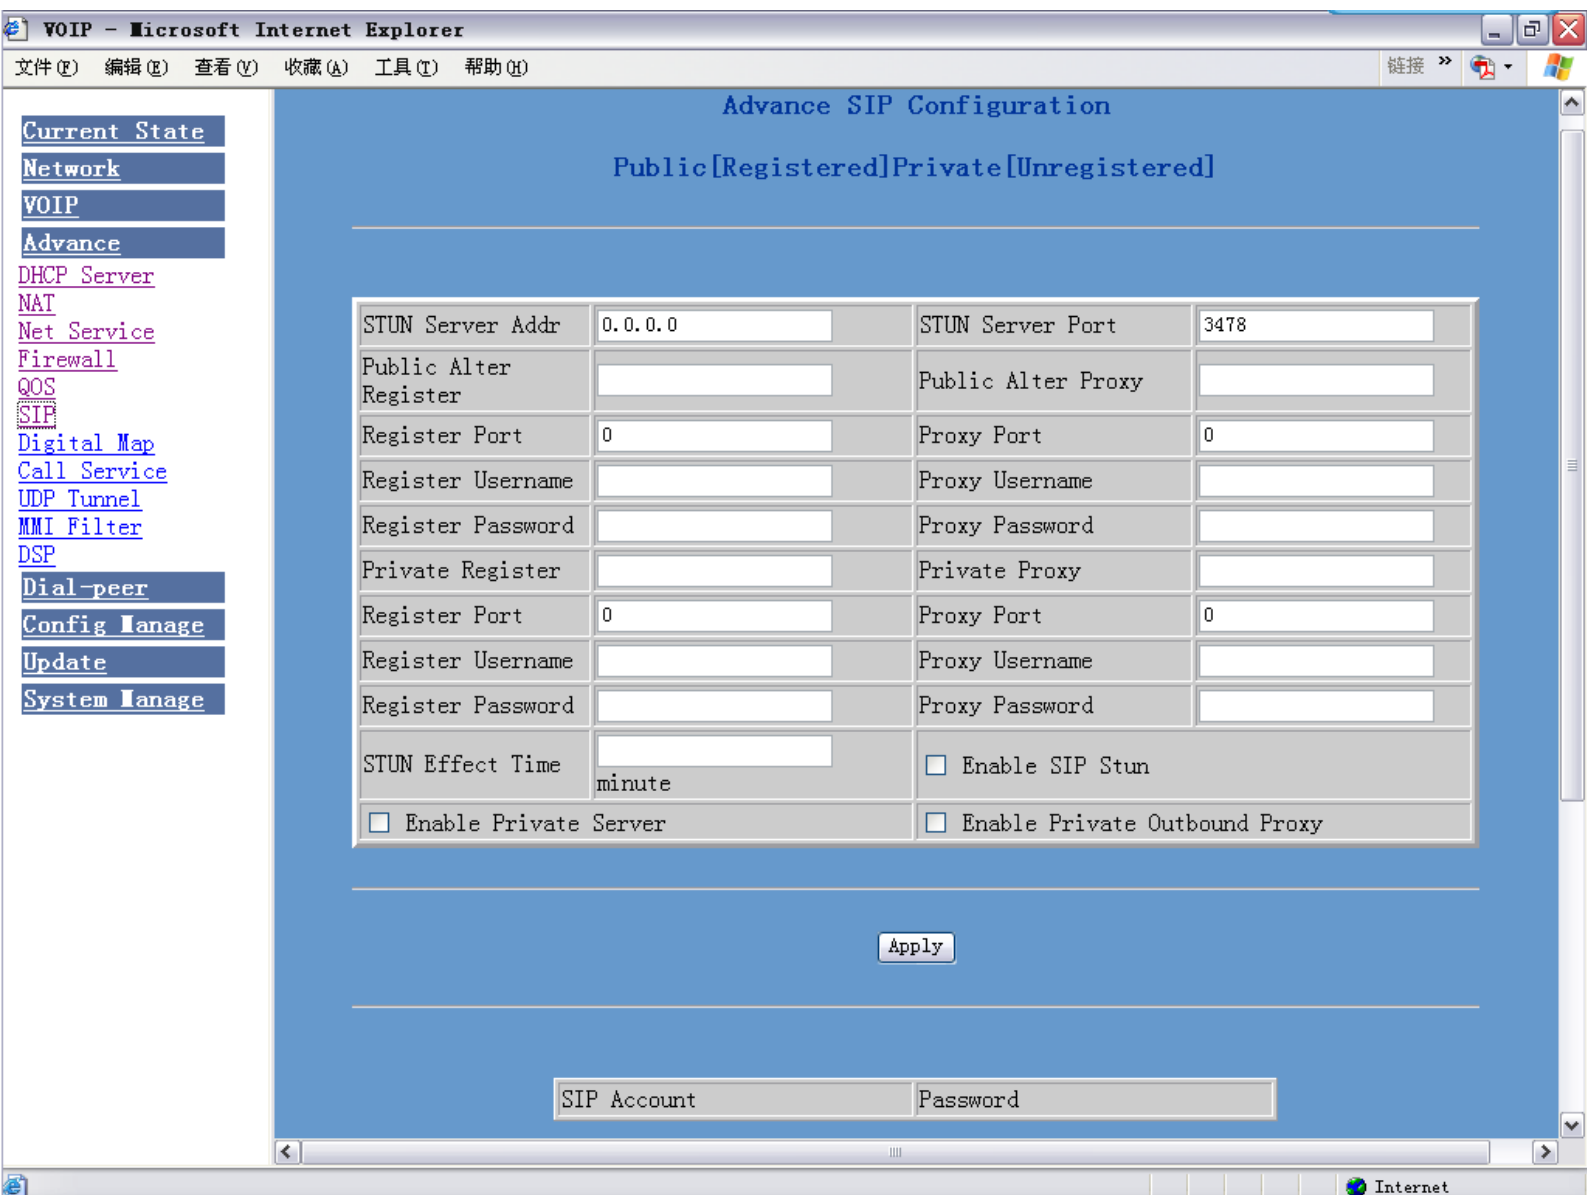 VOIP - Microsoft Internet Explorer
文件(F) 编辑(E) 查看(V) 收藏(A) 工具(T) 帮助(H) 链接 »
Current State
Network
VOIP
Advance
DHCP Server
NAT
Net Service
Firewall
QOS
SIP
Digital Map
Call Service
UDP Tunnel
MMI Filter
DSP
Dial-peer
Config Manage
Update
System Manage
Advance SIP Configuration
Public[Registered]Private[Unregistered]
STUN Server Addr 0.0.0.0 STUN Server Port 3478
Public Alter
Register
Public Alter Proxy
Register Port 0 Proxy Port 0
Register Username Proxy Username
Register Password Proxy Password
Private Register Private Proxy
Register Port 0 Proxy Port 0
Register Username Proxy Username
Register Password Proxy Password
STUN Effect Time minute Enable SIP Stun
Enable Private Server Enable Private Outbound Proxy
Apply
SIP Account Password
Internet